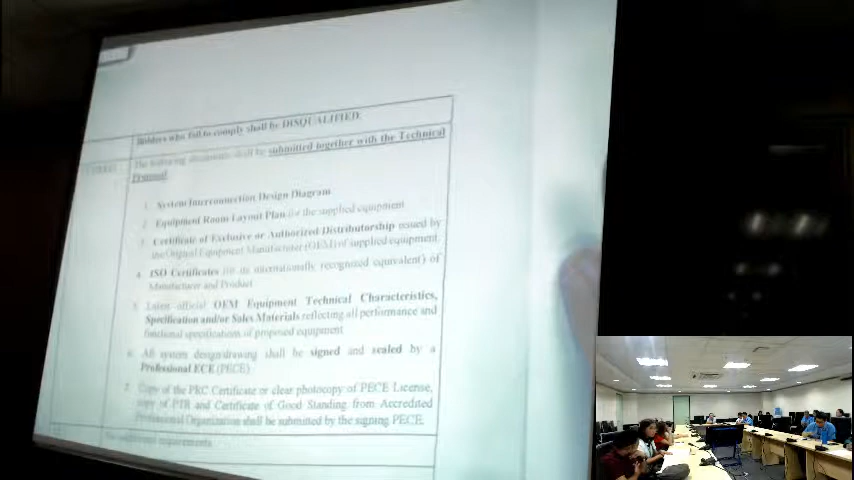 Bidders who fail to comply shall be DISQUALIFIED.
The following documents shall be submitted together with the Technical
Proposal
1. System Interconnection Design Diagram
2. Equipment Room Layout Plan for the supplied equipment
3. Certificate of Exclusive or Authorized Distributorship issued by
the Original Equipment Manufacturer (OEM) of supplied equipment.
4. ISO Certificates (or its internationally recognized equivalent) of
Manufacturer and Product
5. Latest official OEM Equipment Technical Characteristics,
Specification and/or Sales Materials reflecting all performance and
functional specifications of proposed equipment
6. All system design/drawing shall be signed and sealed by a
Professional ECE (PECE)
7. Copy of the PRC Certificate or clear photocopy of PECE License,
copy of PTR and Certificate of Good Standing from Accredited
Professional Organization shall be submitted by the signing PECE.
requirements